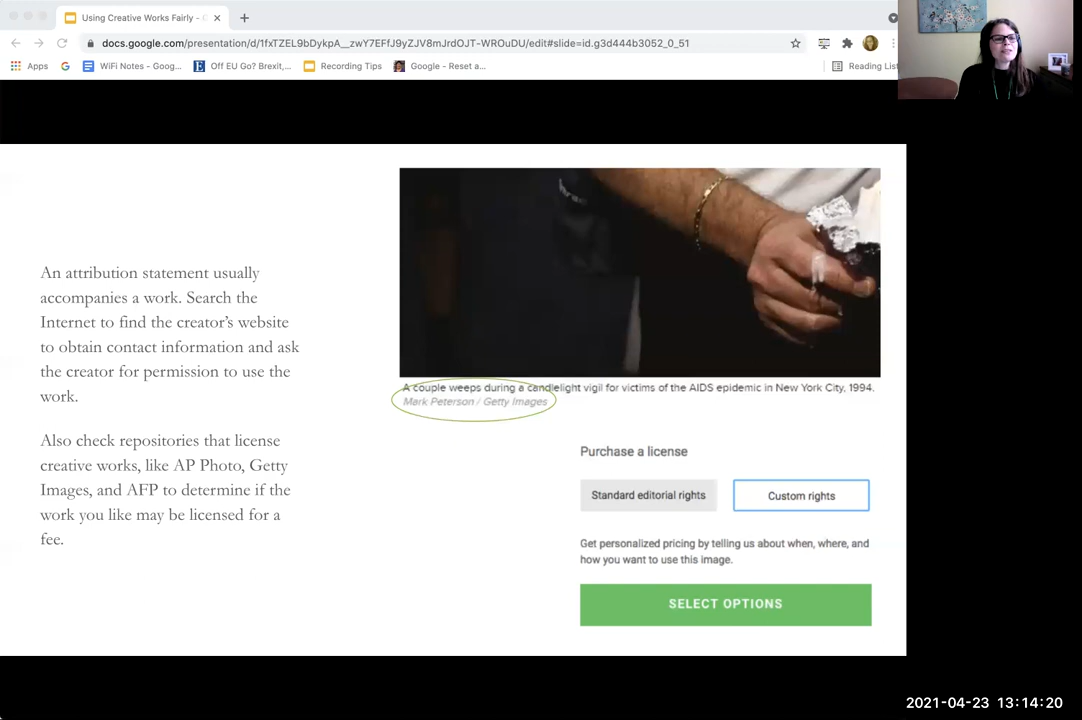 Using Creative Works Fairly - G
docs.google.com/presentation/d/1fxTZEL9bDykpA__zwY7EFfJ9yZJV8mJrdOJT-WROuDU/edit#slide=id.g3d444b3052_0_51
Apps
WiFi Notes - Goog...
Off EU Go? Brexit,...
Recording Tips
Google - Reset a...
Reading List
An attribution statement usually
accompanies a work. Search the
Internet to find the creator’s website
to obtain contact information and ask
the creator for permission to use the
work.
Also check repositories that license
creative works, like AP Photo, Getty
Images, and AFP to determine if the
work you like may be licensed for a
fee.
A couple weeps during a candlelight vigil for victims of the AIDS epidemic in New York City, 1994.
Mark Peterson / Getty Images
Purchase a license
Standard editorial rights
Custom rights
Get personalized pricing by telling us about when, where, and
how you want to use this image.
SELECT OPTIONS
2021-04-23 13:14:20